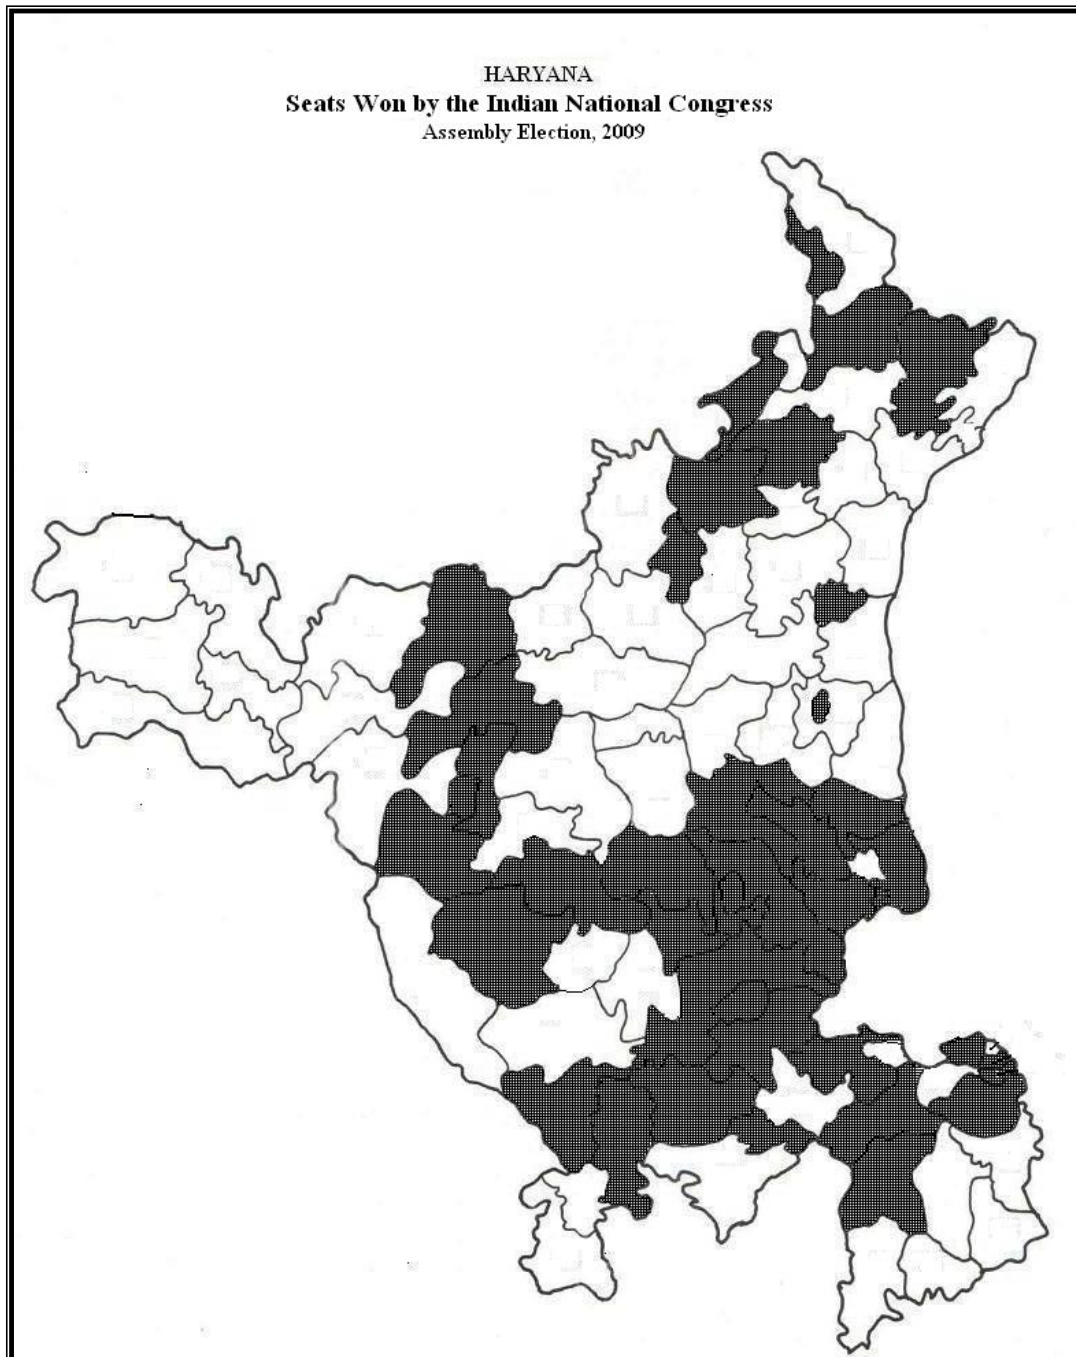 HARYANA
Seats Won by the Indian National Congress
Assembly Election, 2009